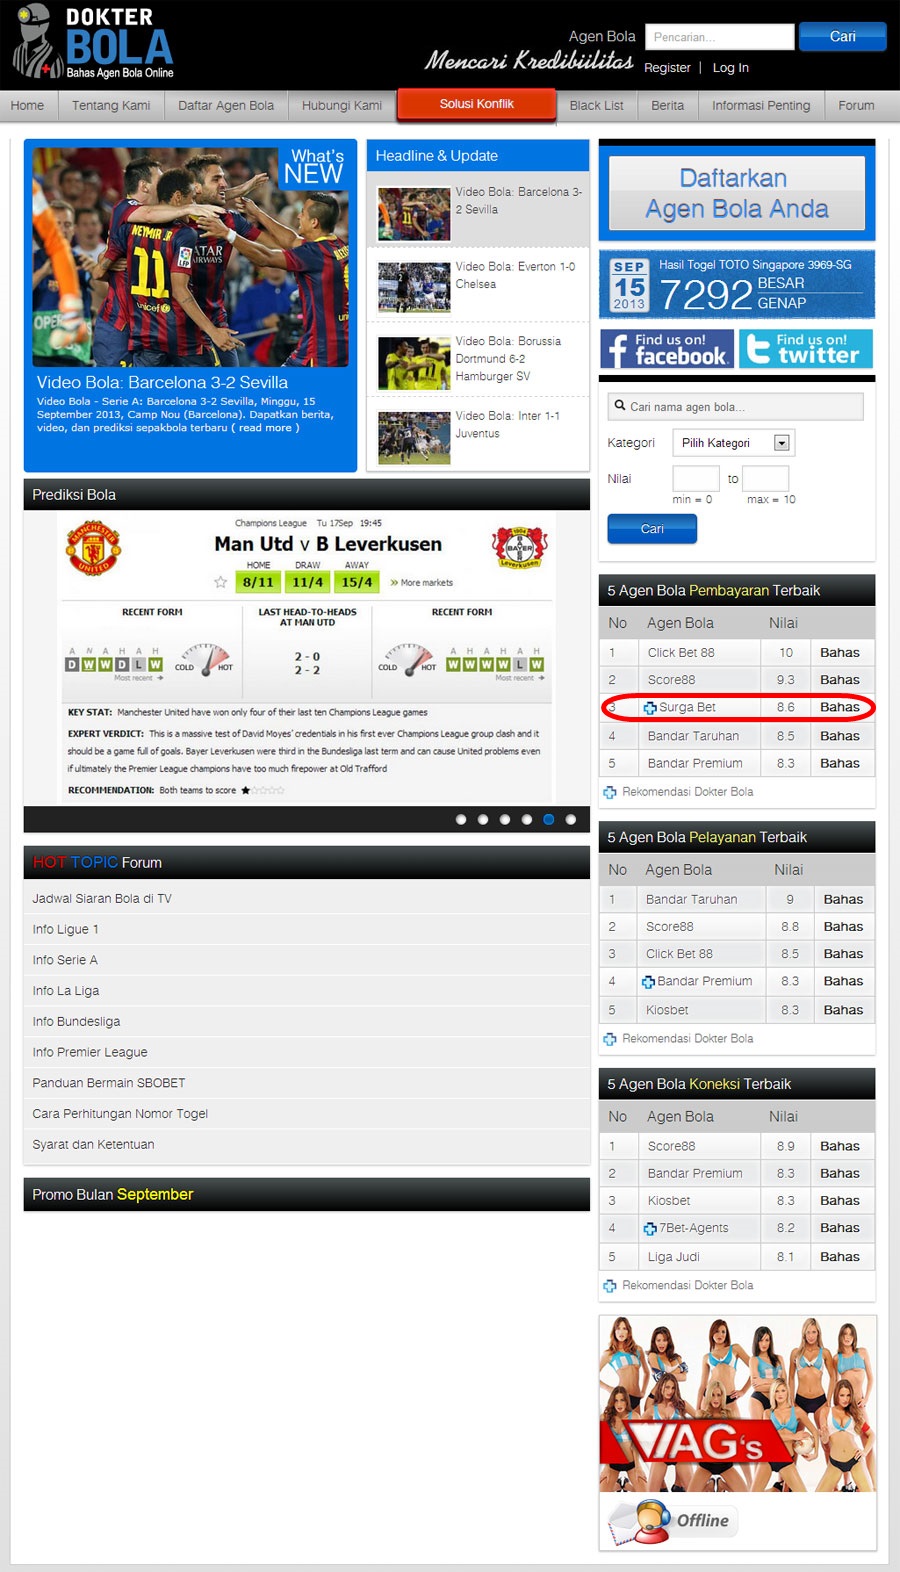 DOKTER
BOLA
Bahas Agen Bola Online
Agen Bola
Mencari Kredibiilitas
Pencarian...
Cari
Register | Log In
Home
Tentang Kami
Daftar Agen Bola
Hubungi Kami
Solusi Konflik
Black List
Berita
Informasi Penting
Forum
What's
NEW
NEYMAR JR
11
QATAR
AIRWAYS
unicef
Video Bola: Barcelona 3-2 Sevilla
Video Bola - Serie A: Barcelona 3-2 Sevilla, Minggu, 15
September 2013, Camp Nou (Barcelona). Dapatkan berita,
video, dan prediksi sepakbola terbaru ( read more )
Headline & Update
Video Bola: Barcelona 3-
2 Sevilla
Video Bola: Everton 1-0
Chelsea
Video Bola: Borussia
Dortmund 6-2
Hamburger SV
Video Bola: Inter 1-1
Juventus
Daftarkan
Agen Bola Anda
SEP
15
2013
Hasil Togel TOTO Singapore 3969-SG
7292
BESAR
GENAP
Find us on!
facebook
Find us on!
twitter
Cari nama agen bola...
Kategori
Pilih Kategori
Nilai
to
min = 0
max = 10
Cari
Prediksi Bola
Champions League Tu 17Sep 19:45
Man Utd v B Leverkusen
HOME DRAW AWAY
8/11 11/4 15/4
» More markets
MANCHESTER
UNITED
1904
BAYER
Leverkusen
RECENT FORM
A N A H A H
D W W D L W
Most recent
COLD HOT
LAST HEAD-TO-HEADS
AT MAN UTD
2 - 0
2 - 2
RECENT FORM
COLD HOT
H A H H A H
W W W W L W
Most recent
KEY STAT: Manchester United have won only four of their last ten Champions League games
EXPERT VERDICT: This is a massive test of David Moyes' credentials in his first ever Champions League group clash and it
should be a game full of goals. Bayer Leverkusen were third in the Bundesliga last term and can cause United problems even
if ultimately the Premier League champions have too much firepower at Old Trafford
RECOMMENDATION: Both teams to score
HOT TOPIC Forum
Jadwal Siaran Bola di TV
Info Ligue 1
Info Serie A
Info La Liga
Info Bundesliga
Info Premier League
Panduan Bermain SBOBET
Cara Perhitungan Nomor Togel
Syarat dan Ketentuan
Promo Bulan September
5 Agen Bola Pembayaran Terbaik
No Agen Bola Nilai
1 Click Bet 88 10 Bahas
2 Score88 9.3 Bahas
3 Surga Bet 8.6 Bahas
4 Bandar Taruhan 8.5 Bahas
5 Bandar Premium 8.3 Bahas
Rekomendasi Dokter Bola
5 Agen Bola Pelayanan Terbaik
No Agen Bola Nilai
1 Bandar Taruhan 9 Bahas
2 Score88 8.8 Bahas
3 Click Bet 88 8.5 Bahas
4 Bandar Premium 8.3 Bahas
5 Kiosbet 8.3 Bahas
Rekomendasi Dokter Bola
5 Agen Bola Koneksi Terbaik
No Agen Bola Nilai
1 Score88 8.9 Bahas
2 Bandar Premium 8.3 Bahas
3 Kiosbet 8.3 Bahas
4 7Bet-Agents 8.2 Bahas
5 Liga Judi 8.1 Bahas
Rekomendasi Dokter Bola
WAG's
Offline